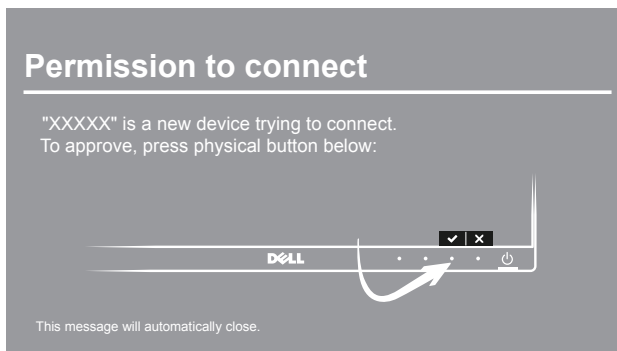 Permission to connect
"XXXXX" is a new device trying to connect.
To approve, press physical button below:
DELL
This message will automatically close.